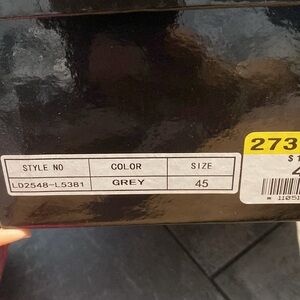 273
STYLE NO COLOR SIZE
LD2548-L5381 GREY 45
$